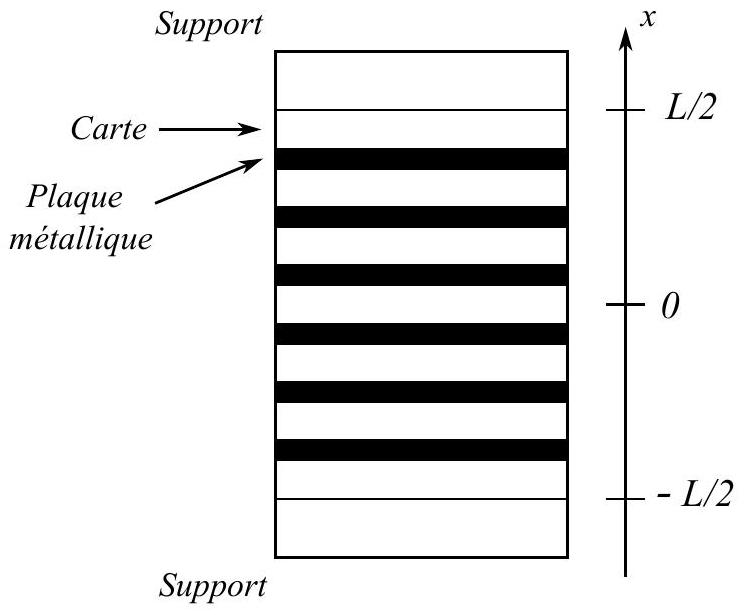 Support
x
L/2
Carte
Plaque
métallique
0
- L/2
Support